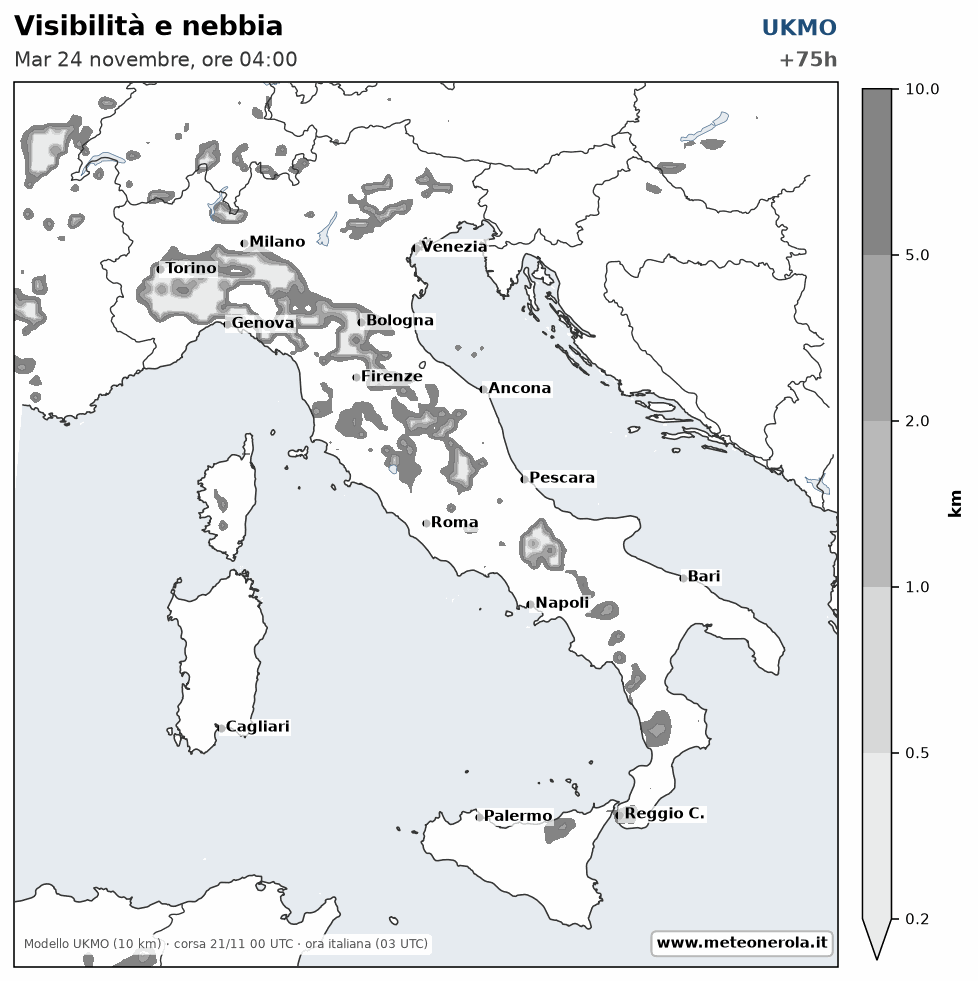 Visibilità e nebbia
UKMO
Mar 24 novembre, ore 04:00
+75h
10.0
5.0
2.0
1.0
0.5
0.2
km
Milano
Venezia
Torino
Genova
Bologna
Firenze
Ancona
Pescara
Roma
Bari
Napoli
Cagliari
Palermo
Reggio C.
Modello UKMO (10 km) · corsa 21/11 00 UTC · ora italiana (03 UTC)
www.meteonerola.it